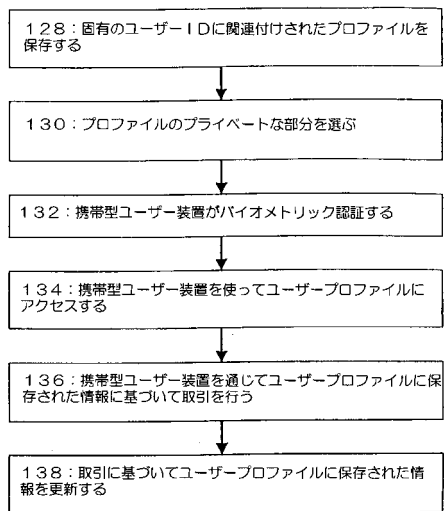 128：固有のユーザーIDに関連付けされたプロファイルを
保存する
130：プロファイルのプライベートな部分を選ぶ
132：携帯型ユーザー装置がバイオメトリック認証する
134：携帯型ユーザー装置を使ってユーザープロファイルに
アクセスする
136：携帯型ユーザー装置を通じてユーザープロファイルに保
存された情報に基づいて取引を行う
138：取引に基づいてユーザープロファイルに保存された情
報を更新する